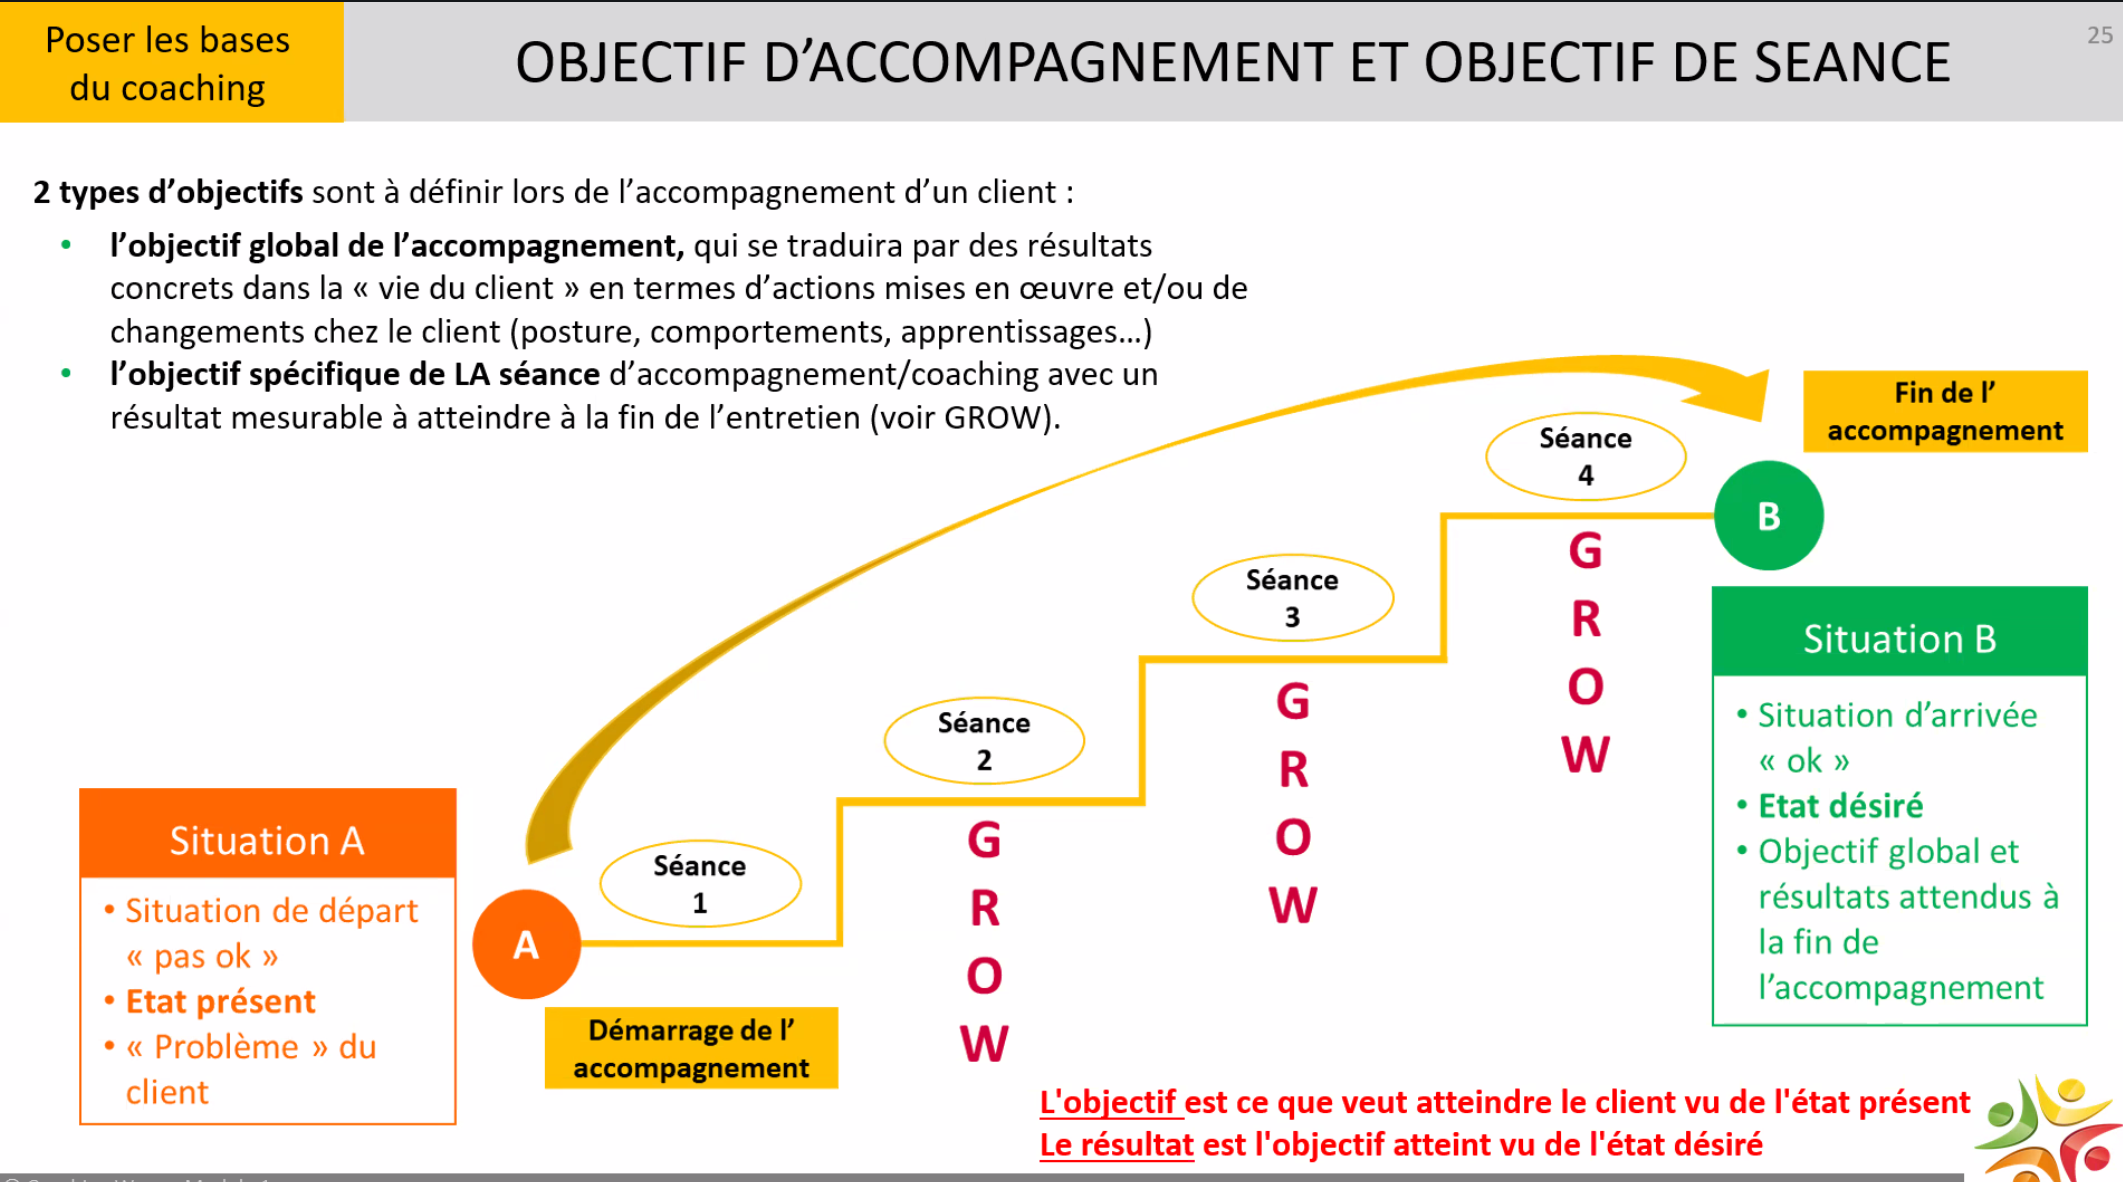 Poser les bases
du coaching
OBJECTIF D’ACCOMPAGNEMENT ET OBJECTIF DE SEANCE
25
2 types d’objectifs sont à définir lors de l’accompagnement d’un client :
• l’objectif global de l’accompagnement, qui se traduira par des résultats
concrets dans la « vie du client » en termes d’actions mises en œuvre et/ou de
changements chez le client (posture, comportements, apprentissages…)
• l’objectif spécifique de LA séance d’accompagnement/coaching avec un
résultat mesurable à atteindre à la fin de l’entretien (voir GROW).
Situation A
• Situation de départ
« pas ok »
• Etat présent
• « Problème » du
client
A
Démarrage de l’
accompagnement
Séance
1
Séance
2
G
R
O
W
Séance
3
G
R
O
W
Séance
4
G
R
O
W
Fin de l’
accompagnement
B
Situation B
• Situation d’arrivée
« ok »
• Etat désiré
• Objectif global et
résultats attendus à
la fin de
l’accompagnement
L'objectif est ce que veut atteindre le client vu de l'état présent
Le résultat est l'objectif atteint vu de l'état désiré